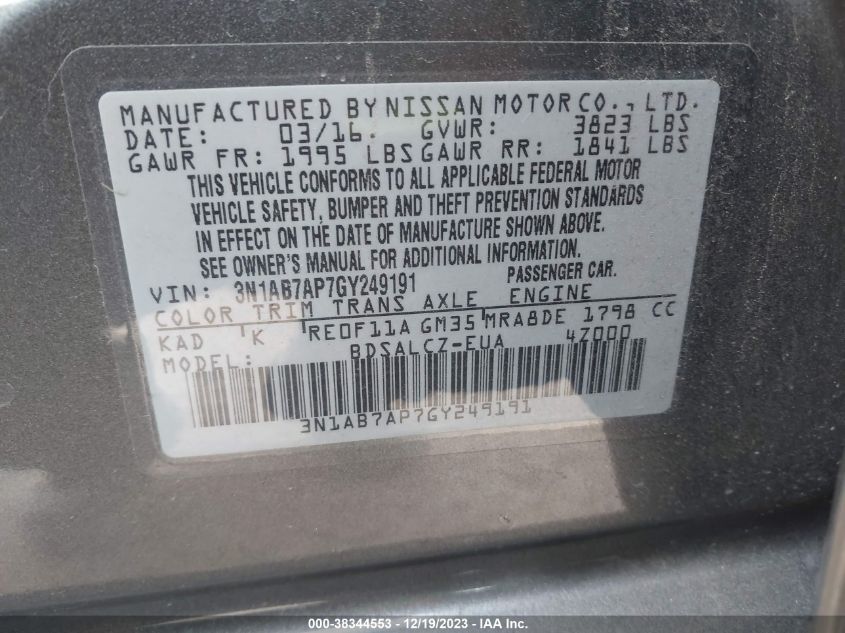 MANUFACTURED BY NISSAN MOTOR CO., LTD.
DATE: 03/16 GVWR: 3823 LBS
GAWR FR: 1995 LBS GAWR RR: 1841 LBS
THIS VEHICLE CONFORMS TO ALL APPLICABLE FEDERAL MOTOR
VEHICLE SAFETY, BUMPER AND THEFT PREVENTION STANDARDS
IN EFFECT ON THE DATE OF MANUFACTURE SHOWN ABOVE.
SEE OWNER'S MANUAL FOR ADDITIONAL INFORMATION.
VIN: 3N1AB7AP7GY249191 PASSENGER CAR.
COLOR TRIM TRANS AXLE ENGINE
KAD K RE0F11A GM35 MRA8DE 1798 CC
MODEL: BDSALCZ-EUA 4Z000
3N1AB7AP7GY249191
000-38344553 - 12/19/2023 - IAA Inc.